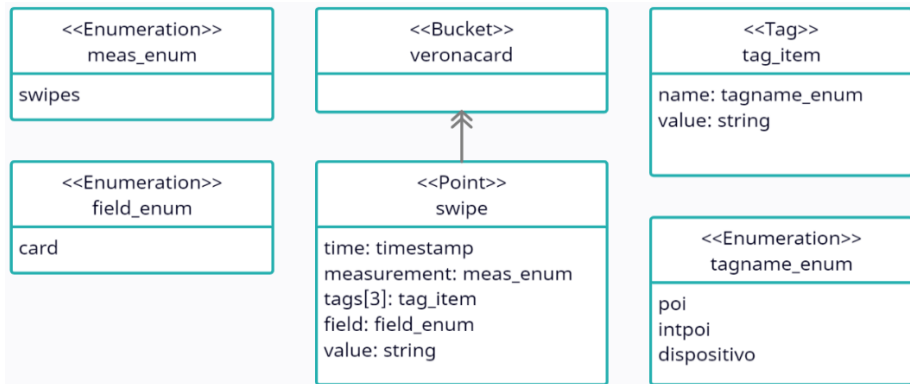 <<Enumeration>>
meas_enum
swipes
<<Bucket>>
veronacard
<<Tag>>
tag_item
name: tagname_enum
value: string
<<Enumeration>>
field_enum
card
<<Point>>
swipe
time: timestamp
measurement: meas_enum
tags[3]: tag_item
field: field_enum
value: string
<<Enumeration>>
tagname_enum
poi
intpoi
dispositivo